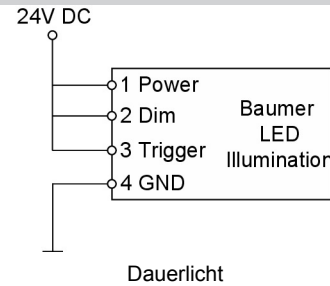 24V DC
1 Power
2 Dim
3 Trigger
4 GND
Baumer
LED
Illumination
Dauerlicht